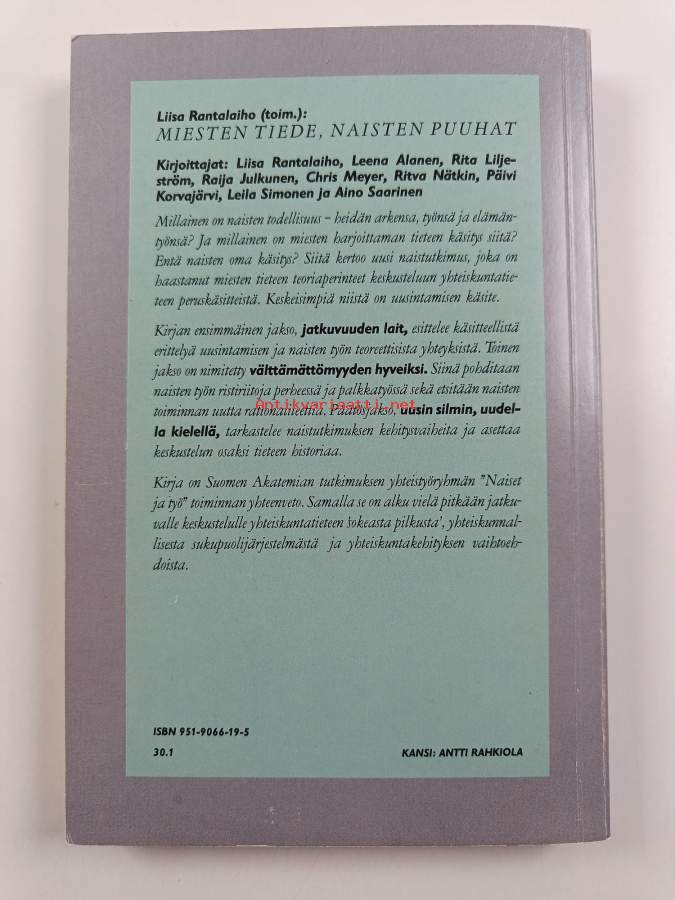 Liisa Rantalaiho (toim.):
MIESTEN TIEDE, NAISTEN PUUHAT
Kirjoittajat: Liisa Rantalaiho, Leena Alanen, Rita Lilje-
ström, Raija Julkunen, Chris Meyer, Ritva Nätkin, Päivi
Korvajärvi, Leila Simonen ja Aino Saarinen
Millainen on naisten todellisuus – heidän arkensa, työnsä ja elämän-
työnsä? Ja millainen on miesten harjoittaman tieteen käsitys siitä?
Entä naisten oma käsitys? Siitä kertoo uusi naistutkimus, joka on
haastanut miesten tieteen teoriaperinteet keskusteluun yhteiskuntatie-
teen peruskäsitteistä. Keskeisimpiä niistä on uusintamisen käsite.
Kirjan ensimmäinen jakso, jatkuvuuden lait, esittelee käsitteellistä
erittelyä uusintamisen ja naisten työn teoreettisista yhteyksistä. Toinen
jakso on nimitetty välttämättömyyden hyveiksi. Siinä pohditaan
naisten työn ristiriitoja perheessä ja palkkatyössä sekä etsitään naisten
toiminnan uutta rationaliteettia. Päätösjakso, uusin silmin, uudel-
la kielellä, tarkastelee naistutkimuksen kehitysvaiheita ja asettaa
keskustelun osaksi tieteen historiaa.
Kirja on Suomen Akatemian tutkimuksen yhteistyöryhmän ”Naiset
ja työ” toiminnan yhteenveto. Samalla se on alku vielä pitkään jatku-
valle keskustelulle yhteiskuntatieteen ’sokeasta pilkusta’, yhteiskunnal-
lisesta sukupuolijärjestelmästä ja yhteiskuntakehityksen vaihtoeh-
doista.
Antikvariaatti.net
ISBN 951-9066-19-5
30.1 KANSI: ANTTI RAHKIOLA